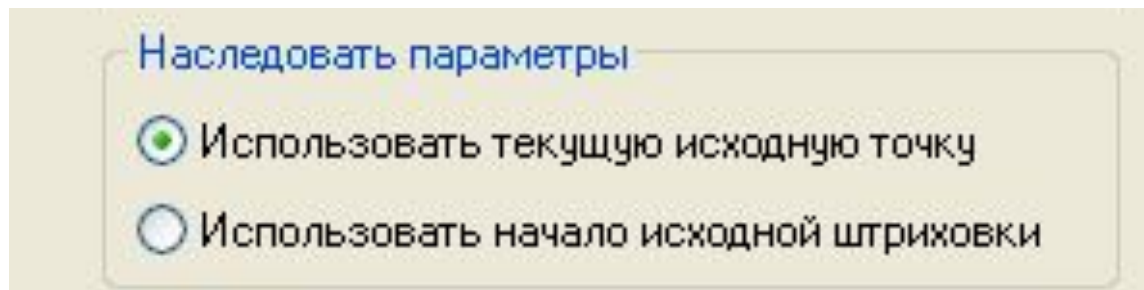 Наследовать параметры
Использовать текущую исходную точку
Использовать начало исходной штриховки